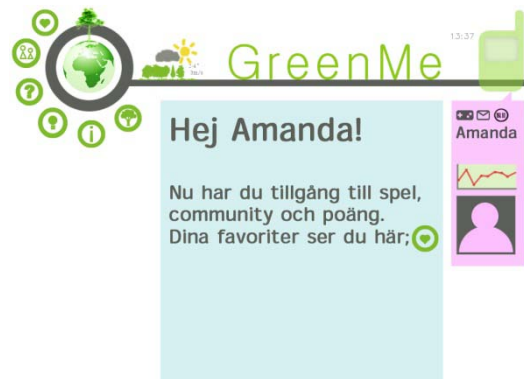 13:37
GreenMe
Hej Amanda!
Amanda
Nu har du tillgång till spel,
community och poäng.
Dina favoriter ser du här;